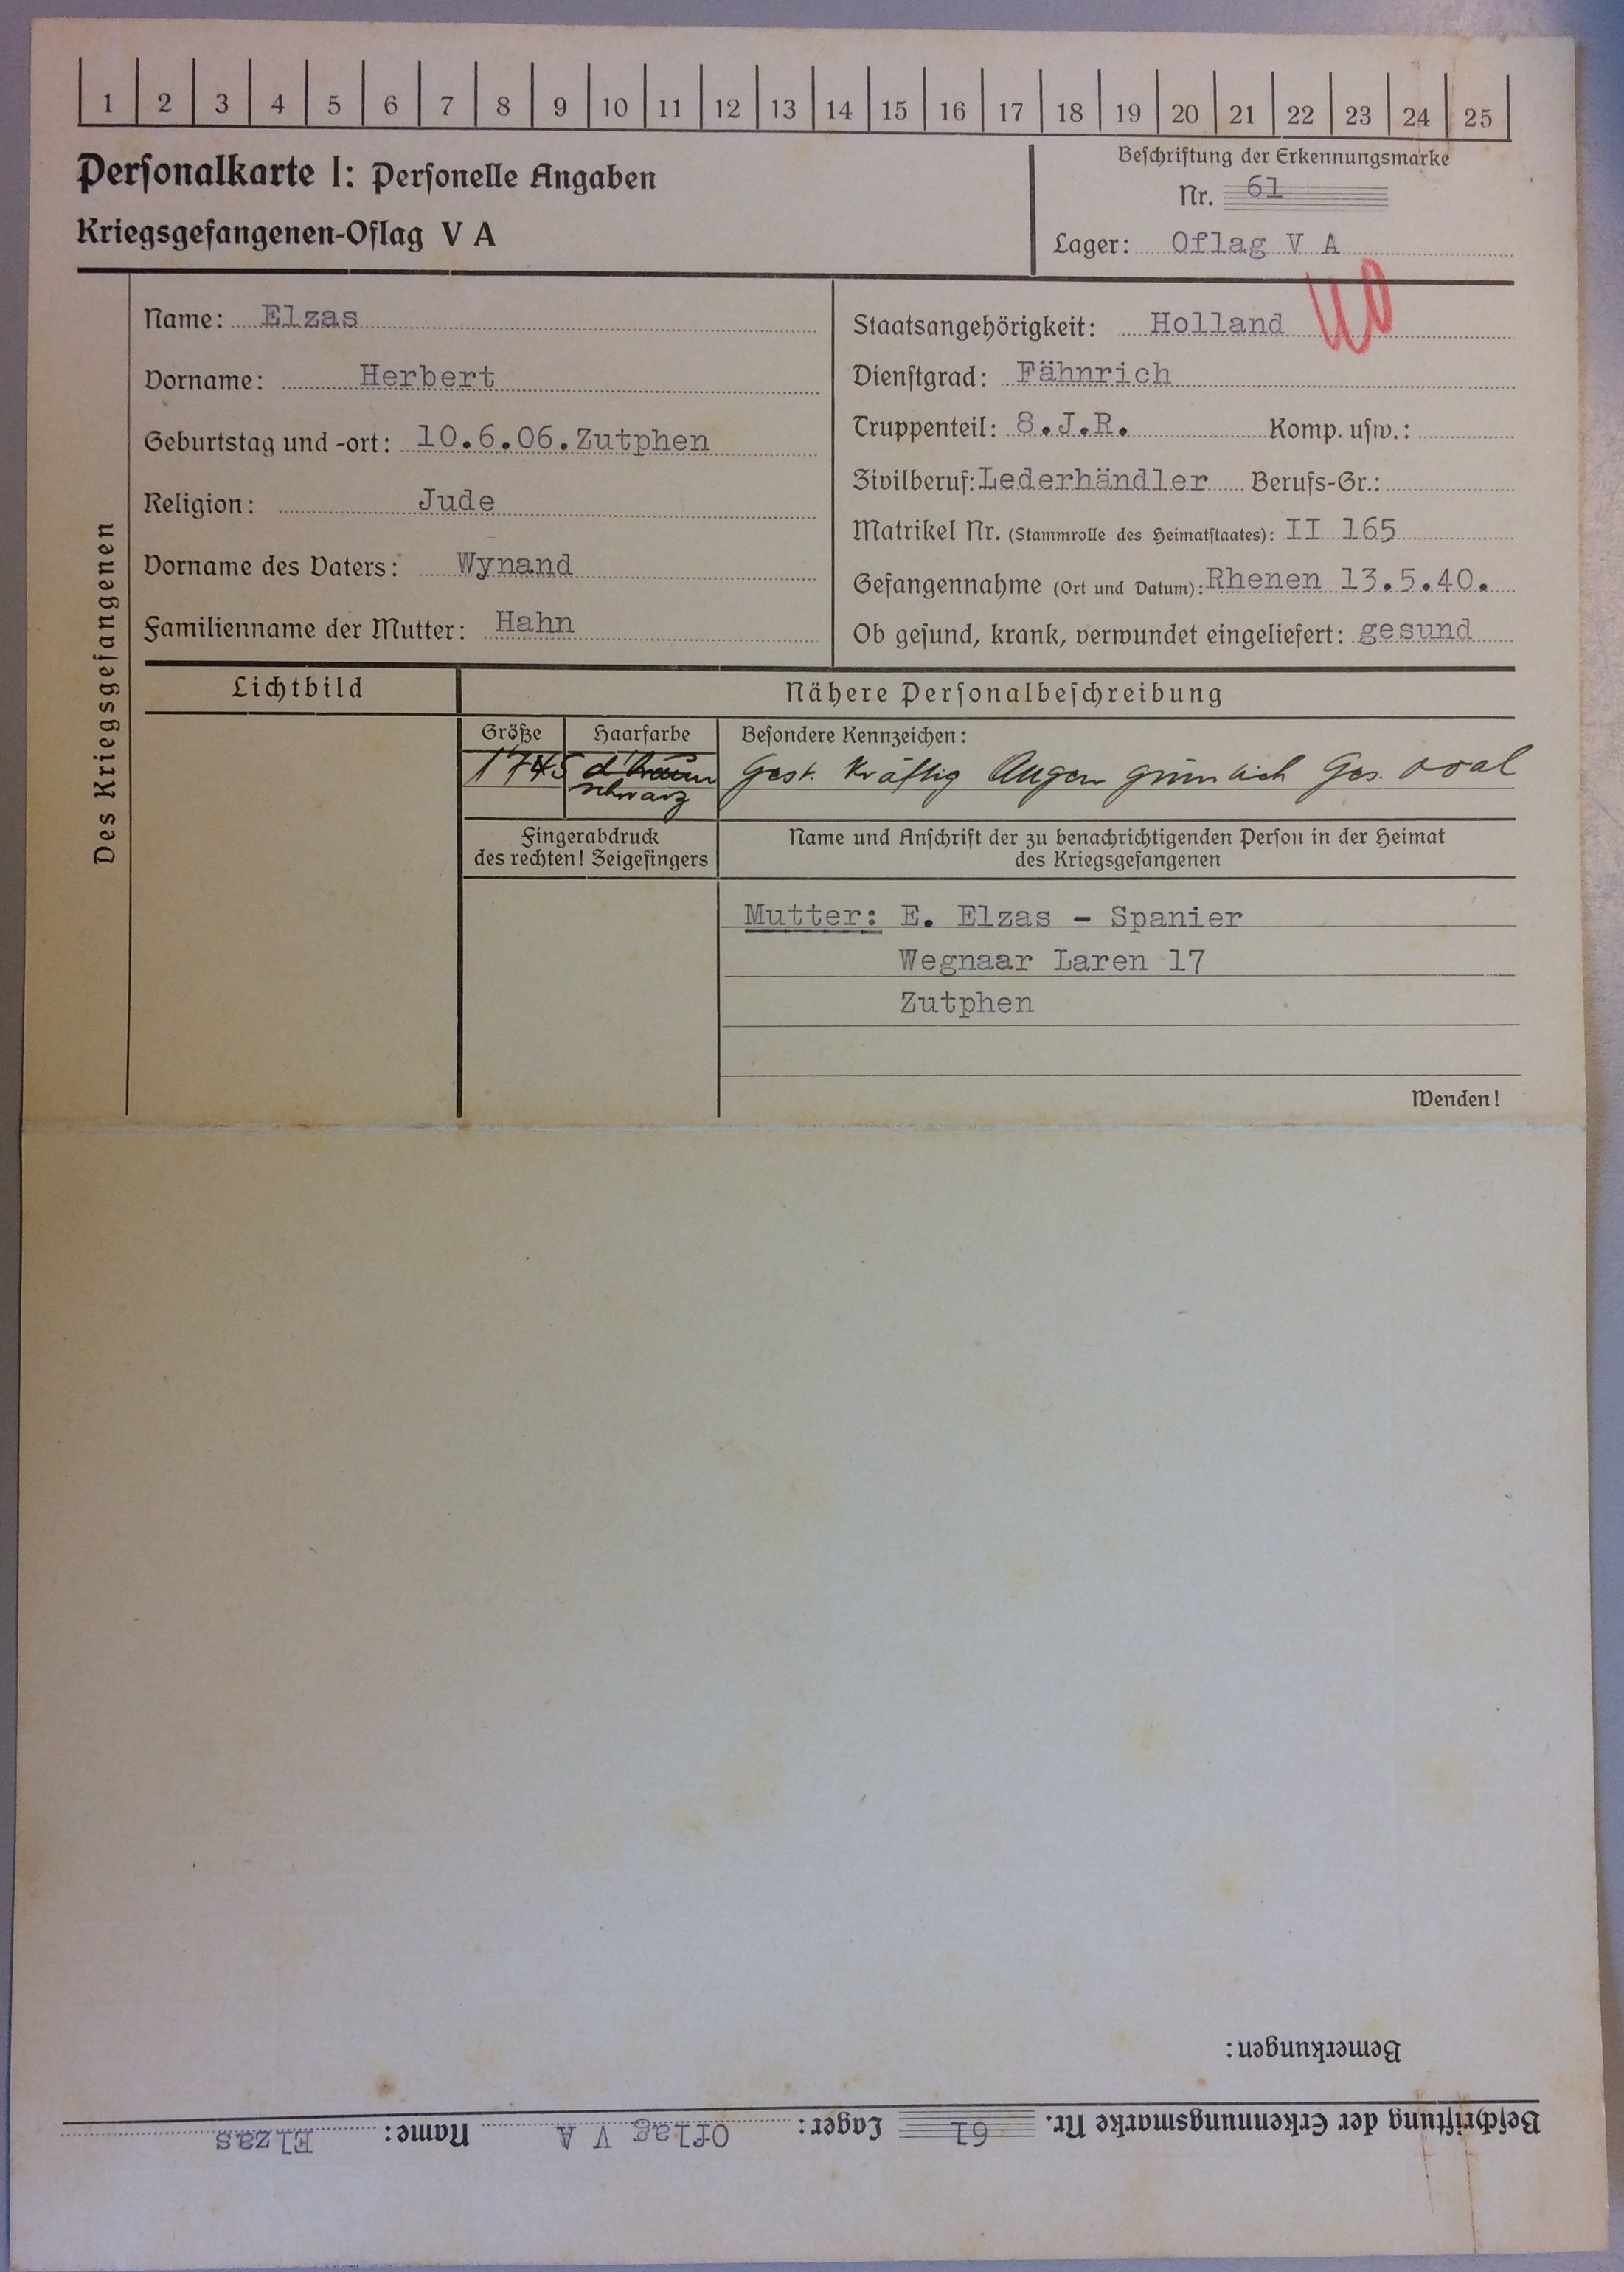 1 2 3 4 5 6 7 8 9 10 11 12 13 14 15 16 17 18 19 20 21 22 23 24 25
Personalkarte I: Personelle Angaben
Kriegsgefangenen-Oflag V A
Beschriftung der Erkennungsmarke
Nr. 61
Lager: Oflag V A
Des Kriegsgefangenen
Name: Elzas
Vorname: Herbert
Geburtstag und -ort: 10.6.06. Zutphen
Religion: Jude
Vorname des Vaters: Wynand
Familienname der Mutter: Hahn
Staatsangehörigkeit: Holland
Dienstgrad: Fähnrich
Truppenteil: 8.J.R. Komp. usw.:
Zivilberuf: Lederhändler Berufs-Gr.:
Matrikel Nr. (Stammrolle des Heimatstaates): II 165
Gefangennahme (Ort und Datum): Rhenen 13.5.40.
Ob gesund, krank, verwundet eingeliefert: gesund
Lichtbild
Nähere Personalbeschreibung
Größe
1745
Haarfarbe
d'braun
schwarz
Besondere Kennzeichen:
Gest. kräftig Augen grünlich Ges. oval
Fingerabdruck
des rechten! Zeigefingers
Name und Anschrift der zu benachrichtigenden Person in der Heimat
des Kriegsgefangenen
Mutter: E. Elzas - Spanier
Wegnaar Laren 17
Zutphen
Wenden!
Bemerkungen:
Beschriftung der Erkennungsmarke Nr. 61 Lager: Oflag V A Name: Elzas